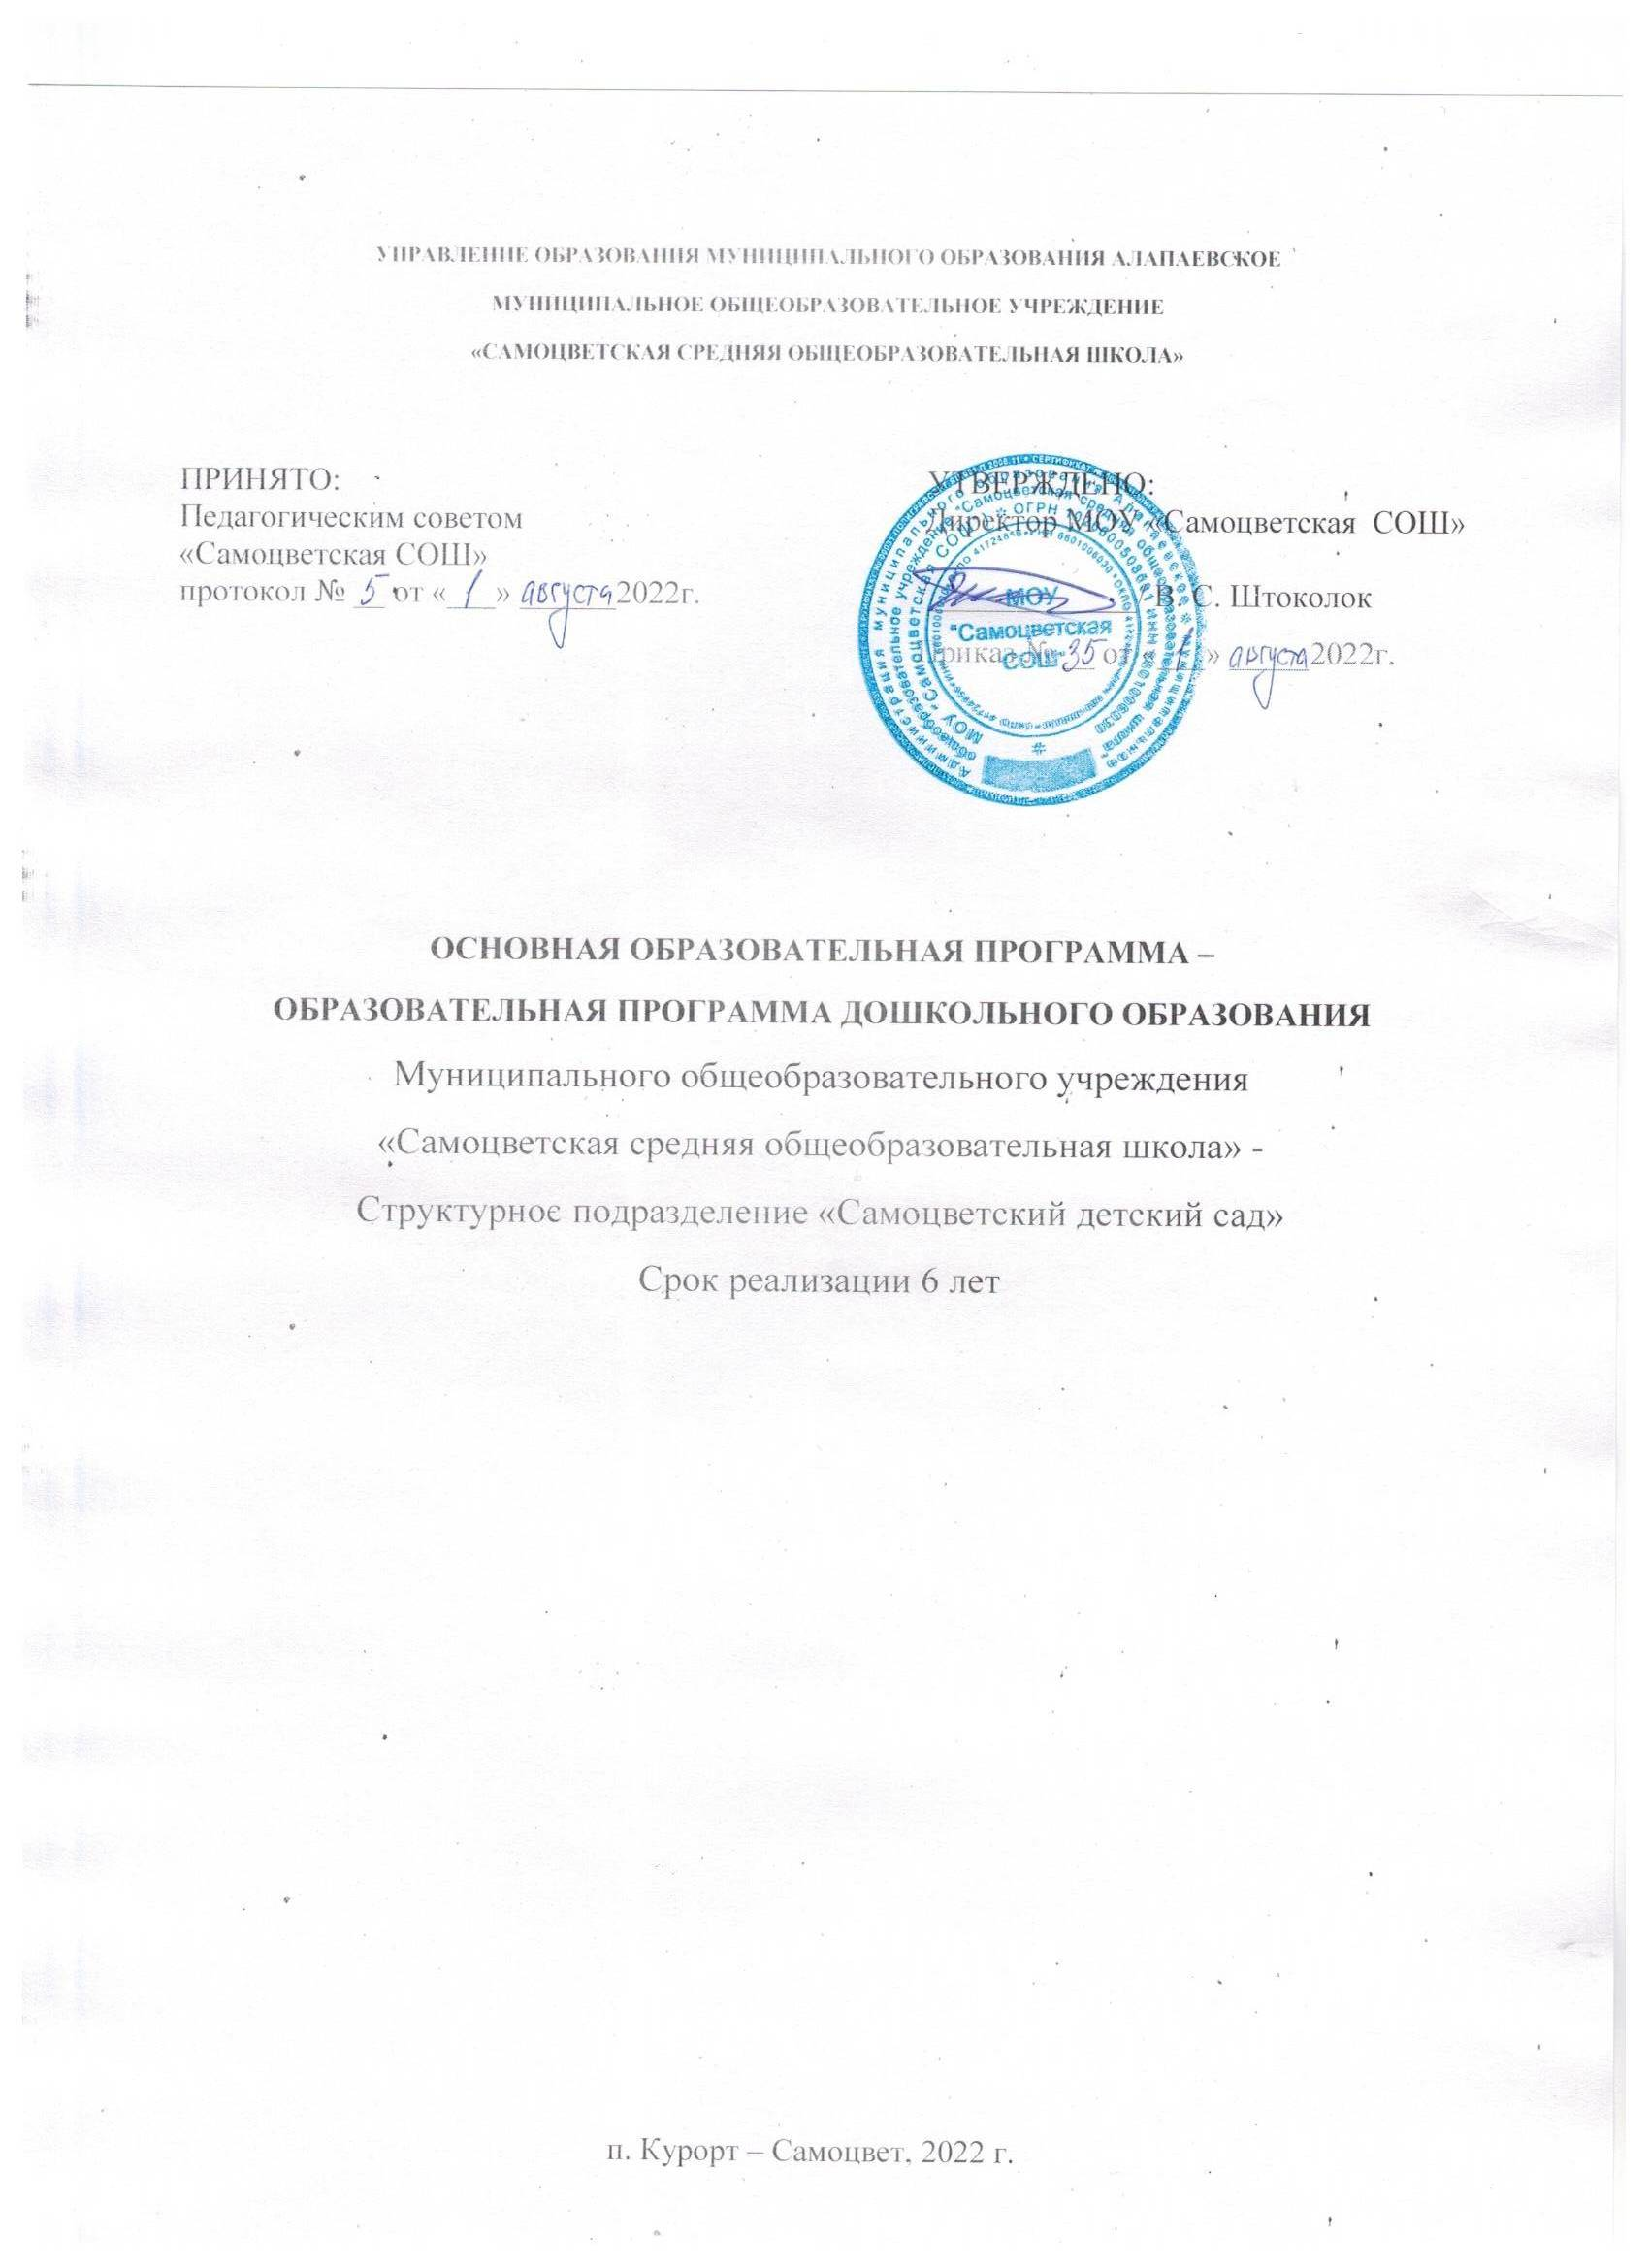 УПРАВЛЕНИЕ ОБРАЗОВАНИЯ МУНИЦИПАЛЬНОГО ОБРАЗОВАНИЯ АЛАПАЕВСКОЕ
МУНИЦИПАЛЬНОЕ ОБЩЕОБРАЗОВАТЕЛЬНОЕ УЧРЕЖДЕНИЕ
«САМОЦВЕТСКАЯ СРЕДНЯЯ ОБЩЕОБРАЗОВАТЕЛЬНАЯ ШКОЛА»
ПРИНЯТО:
Педагогическим советом
«Самоцветская СОШ»
протокол № 5 от « 1 » августа 2022г.
УТВЕРЖДЕНО:
Директор МОУ «Самоцветская СОШ»
В. С. Штоколок
приказ № 35 от « 1 » августа 2022г.
МОУ
"Самоцветская
СОШ"
ОСНОВНАЯ ОБРАЗОВАТЕЛЬНАЯ ПРОГРАММА –
ОБРАЗОВАТЕЛЬНАЯ ПРОГРАММА ДОШКОЛЬНОГО ОБРАЗОВАНИЯ
Муниципального общеобразовательного учреждения
«Самоцветская средняя общеобразовательная школа» -
Структурное подразделение «Самоцветский детский сад»
Срок реализации 6 лет
п. Курорт – Самоцвет, 2022 г.